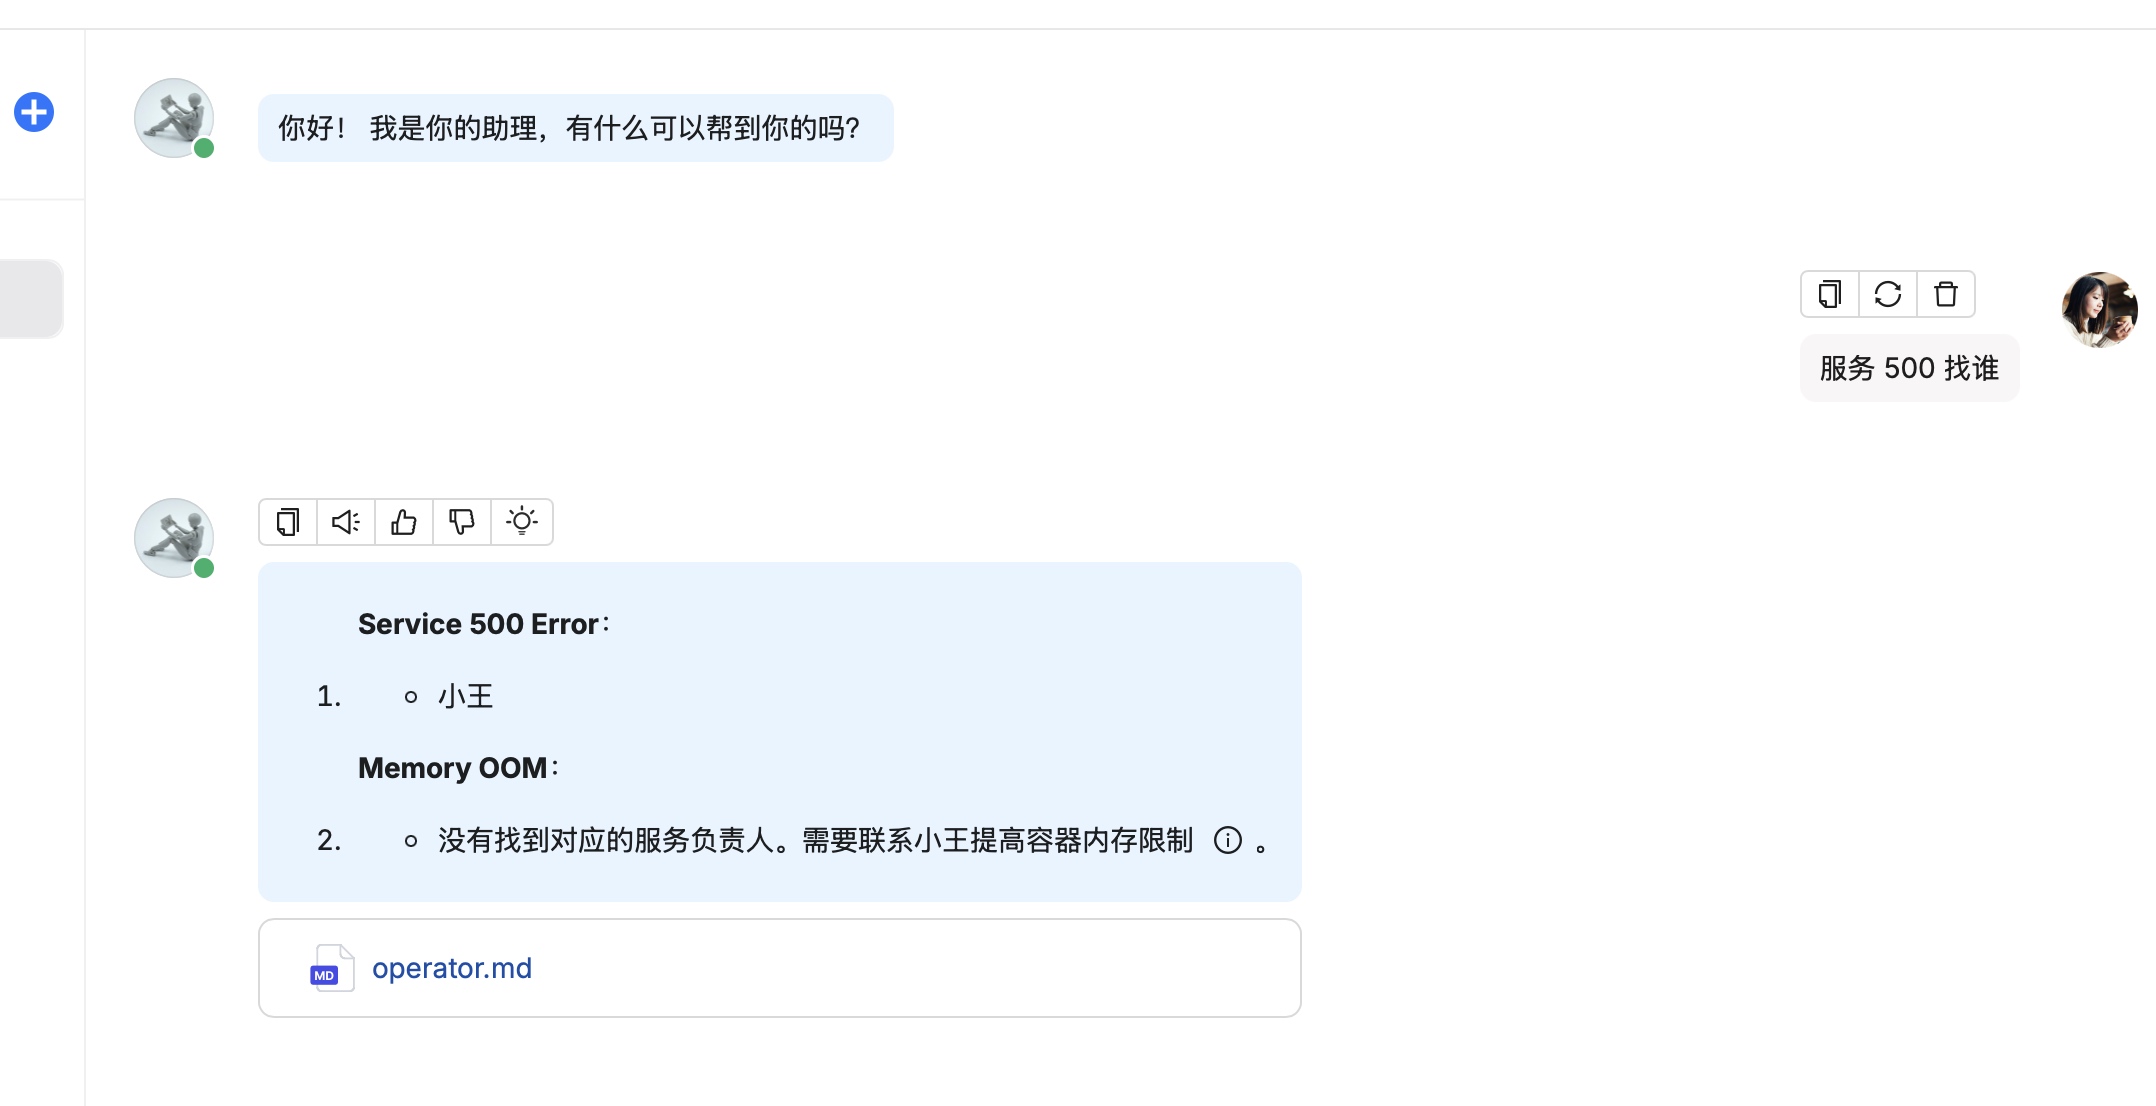 你好！ 我是你的助理，有什么可以帮到你的吗？
服务 500 找谁
Service 500 Error：
1. 小王
Memory OOM：
2. 没有找到对应的服务负责人。需要联系小王提高容器内存限制 。
MD operator.md